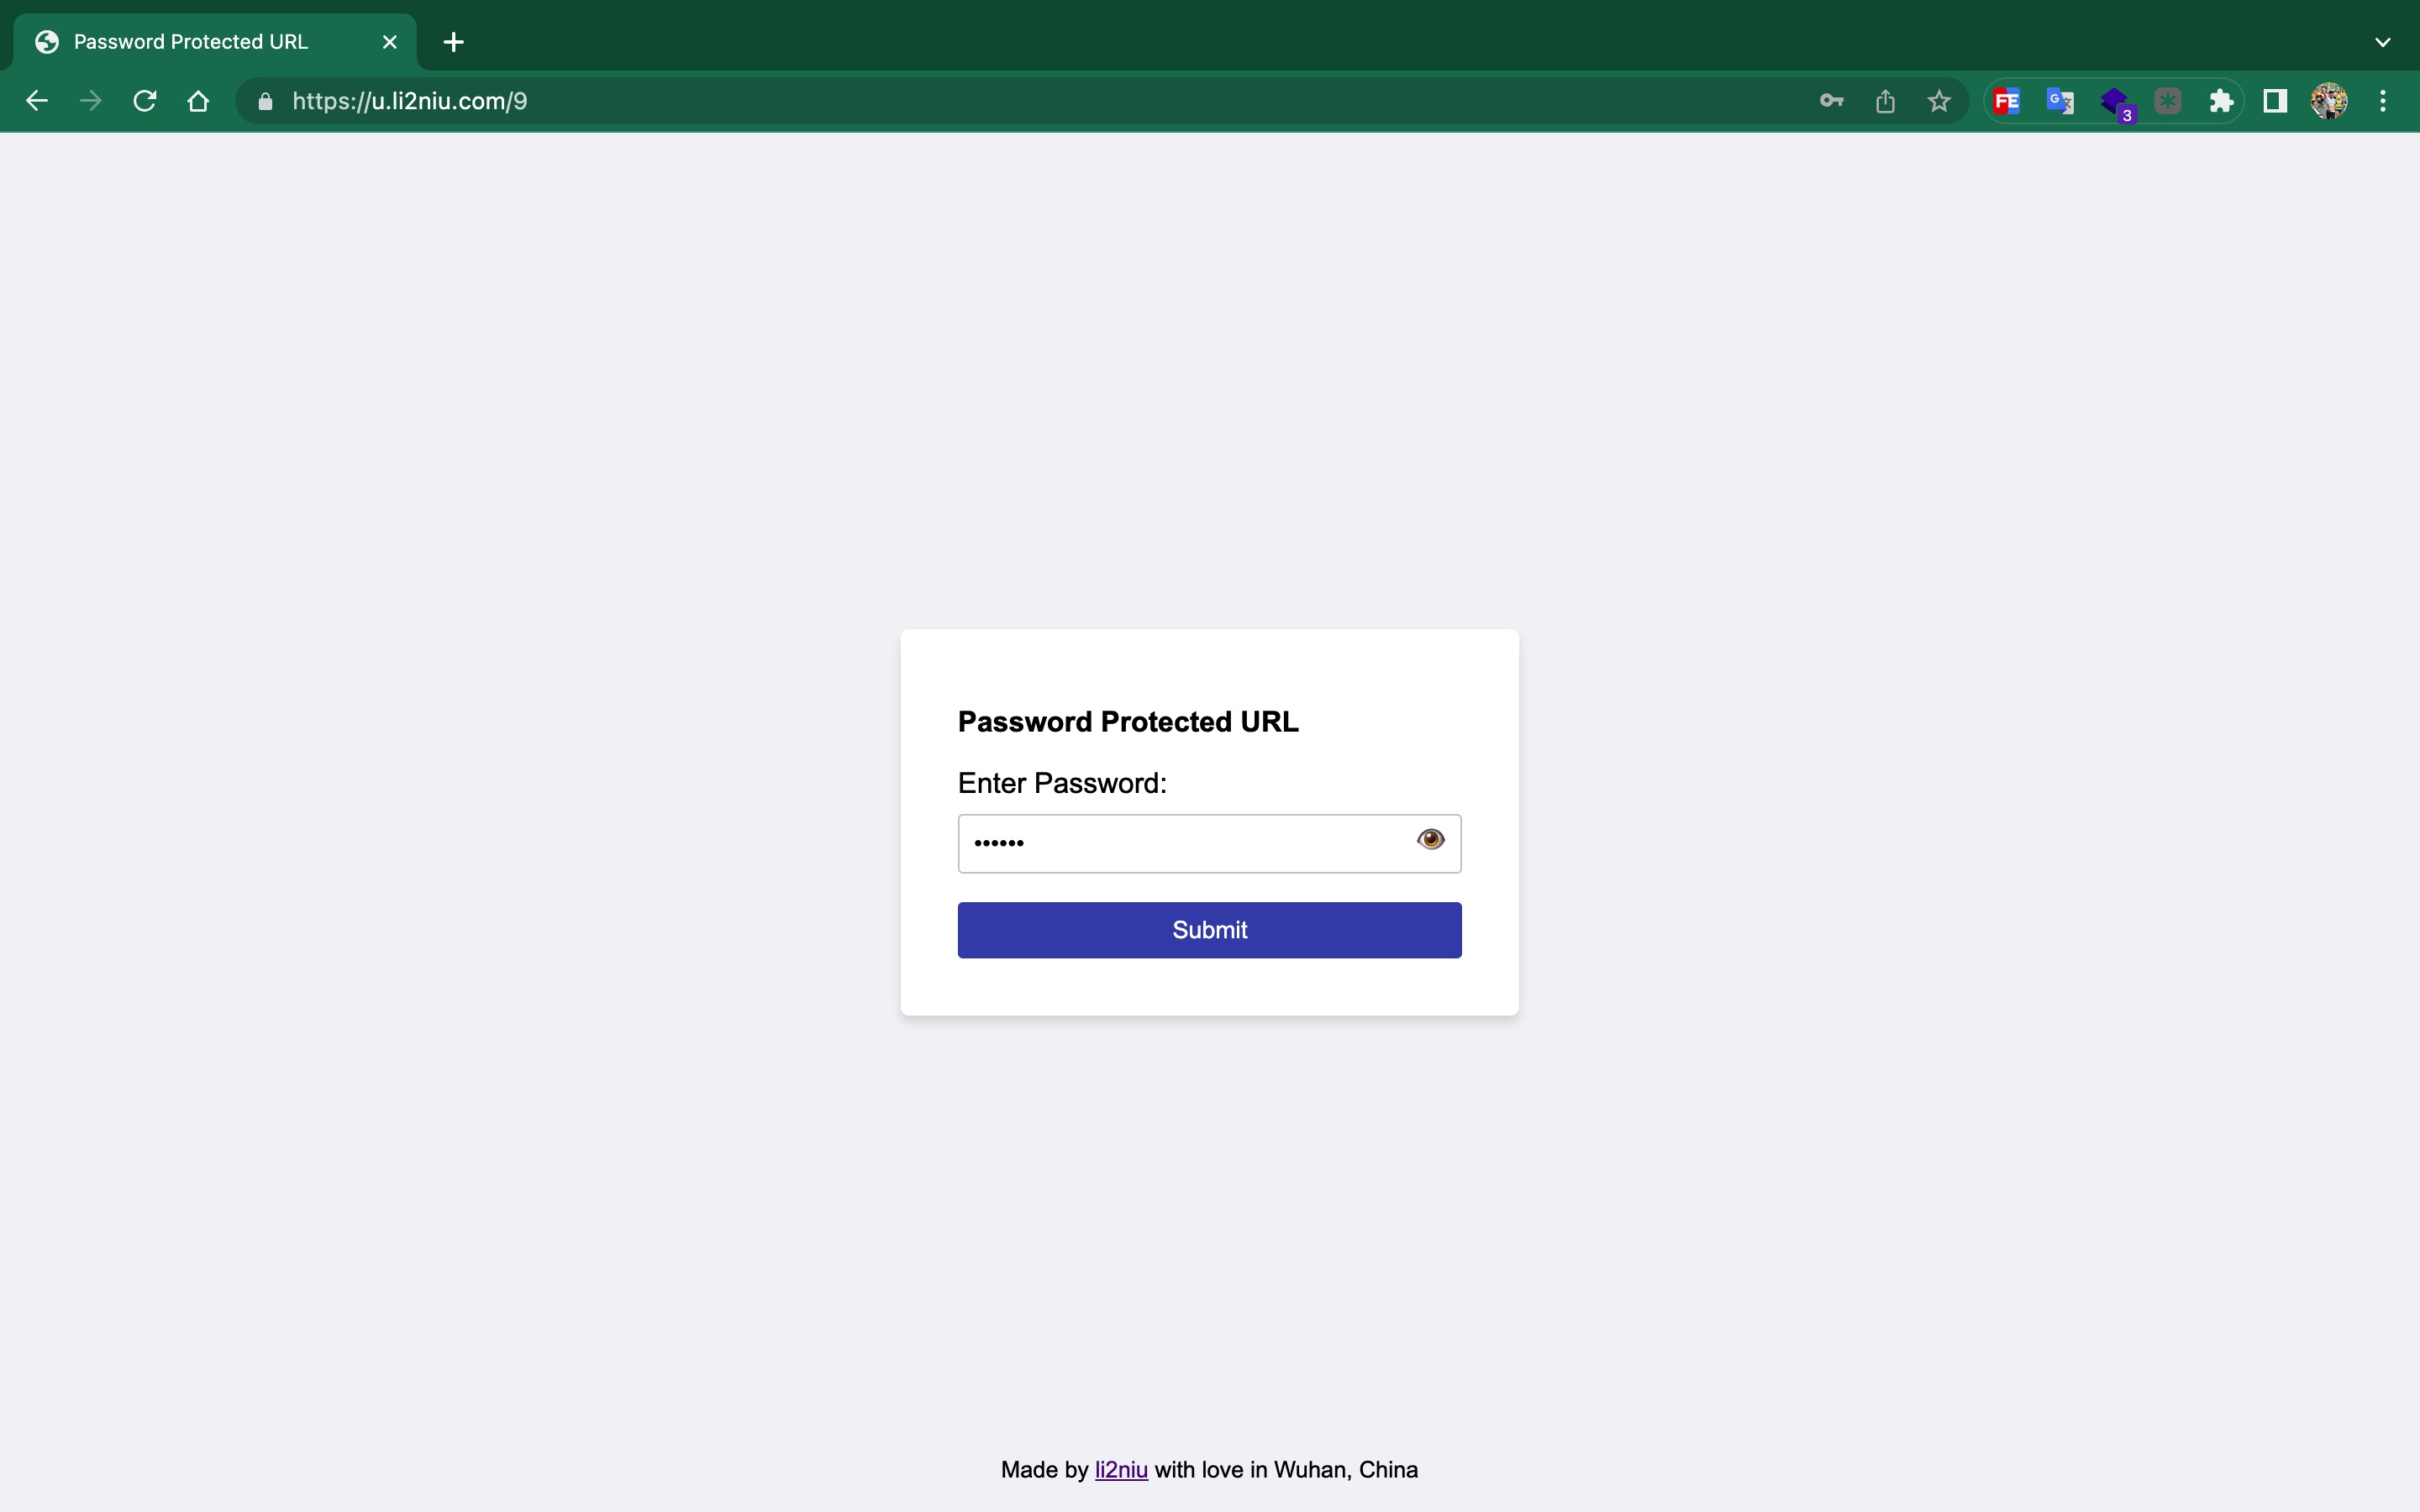 Password Protected URL
https://u.li2niu.com/9
FE
G
3
Password Protected URL
Enter Password:
••••••
Submit
Made by li2niu with love in Wuhan, China